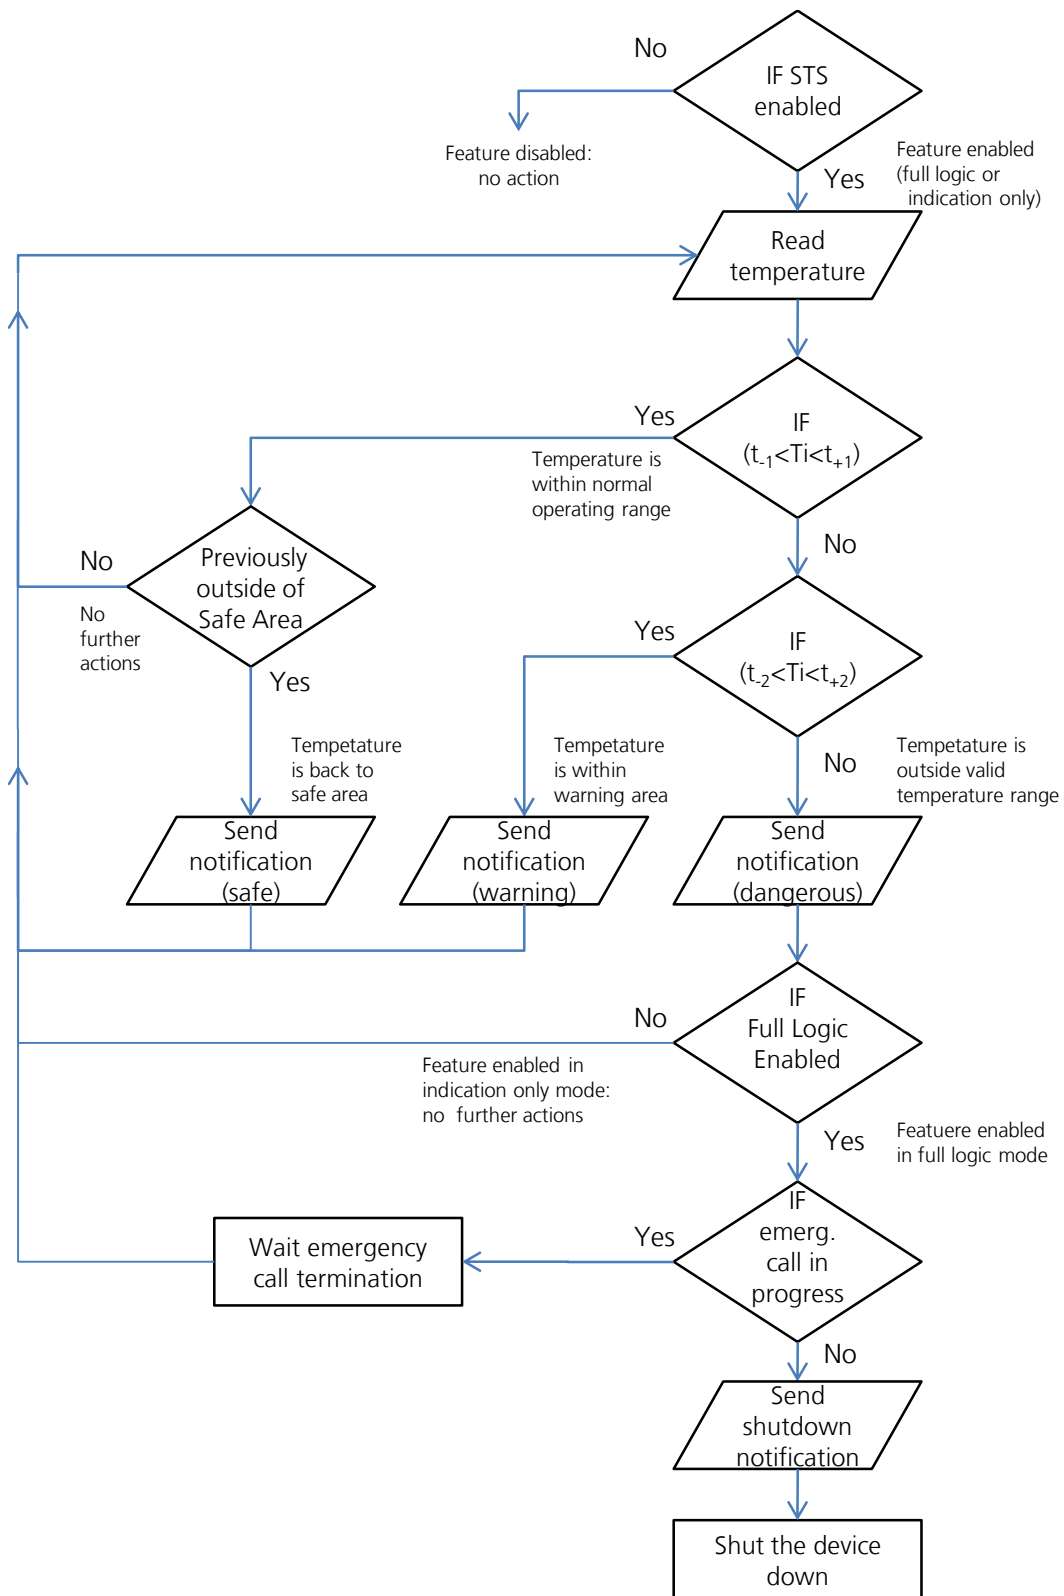 No
IF STS
enabled
Feature disabled:
no action
Yes
Feature enabled
(full logic or
indication only)
Read
temperature
Yes
IF
(t-1<Ti<t+1)
Temperature is
within normal
operating range
No
No
Previously
outside of
Safe Area
No
further
actions
Yes
Yes
IF
(t-2<Ti<t+2)
Tempetature
is back to
safe area
Tempetature
is within
warning area
No
Tempetature is
outside valid
temperature range
Send
notification
(safe)
Send
notification
(warning)
Send
notification
(dangerous)
No
IF
Full Logic
Enabled
Feature enabled in
indication only mode:
no further actions
Yes
Featuere enabled
in full logic mode
Wait emergency
call termination
Yes
IF
emerg.
call in
progress
No
Send
shutdown
notification
Shut the device
down